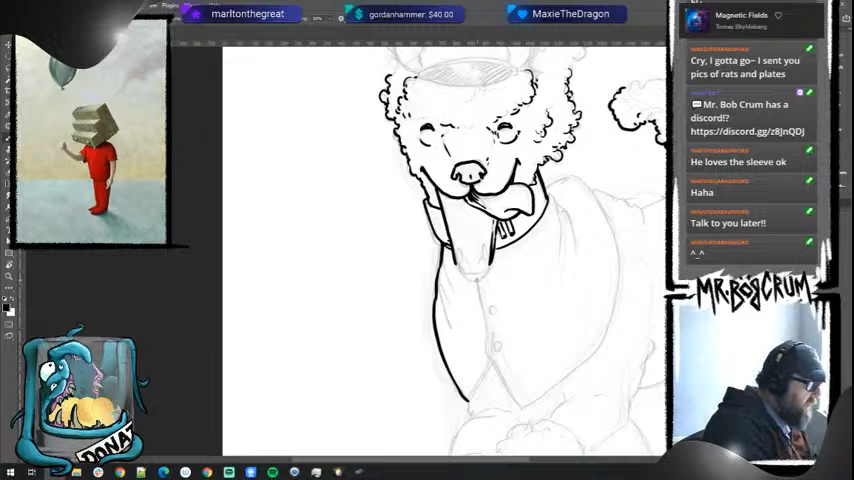 marltonthegreat
gordanhammer: $40.00
MaxieTheDragon
Magnetic Fields
Tomas Skyldeberg
Cry, I gotta go~ I sent you
pics of rats and plates
Mr. Bob Crum has a
discord!?
https://discord.gg/z8JnQDJ
He loves the sleeve ok
Haha
Talk to you later!!
^_^
MR.BÖGCRUM
DONAT